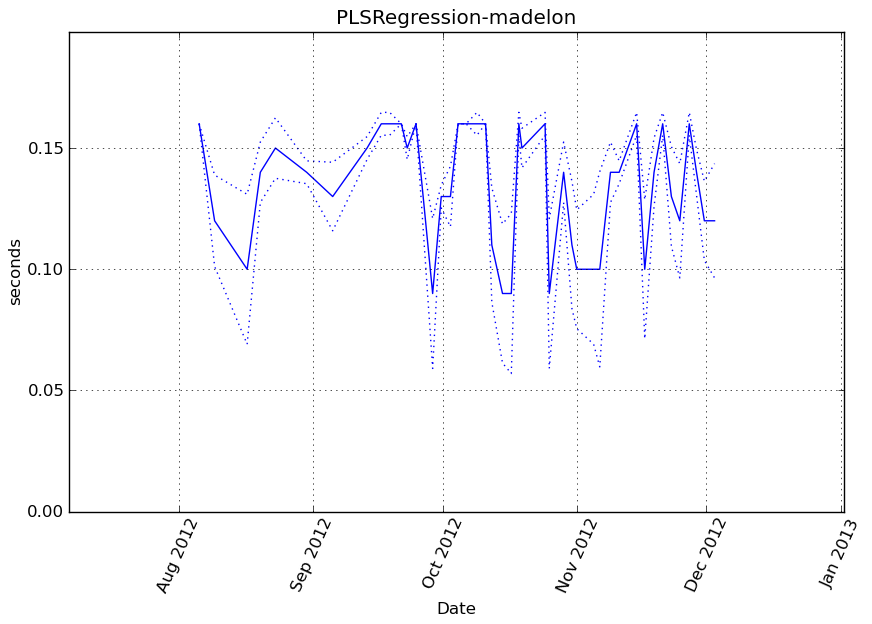 PLSRegression-madelon
seconds
0.15
0.10
0.05
0.00
Aug 2012
Sep 2012
Oct 2012
Nov 2012
Dec 2012
Jan 2013
Date